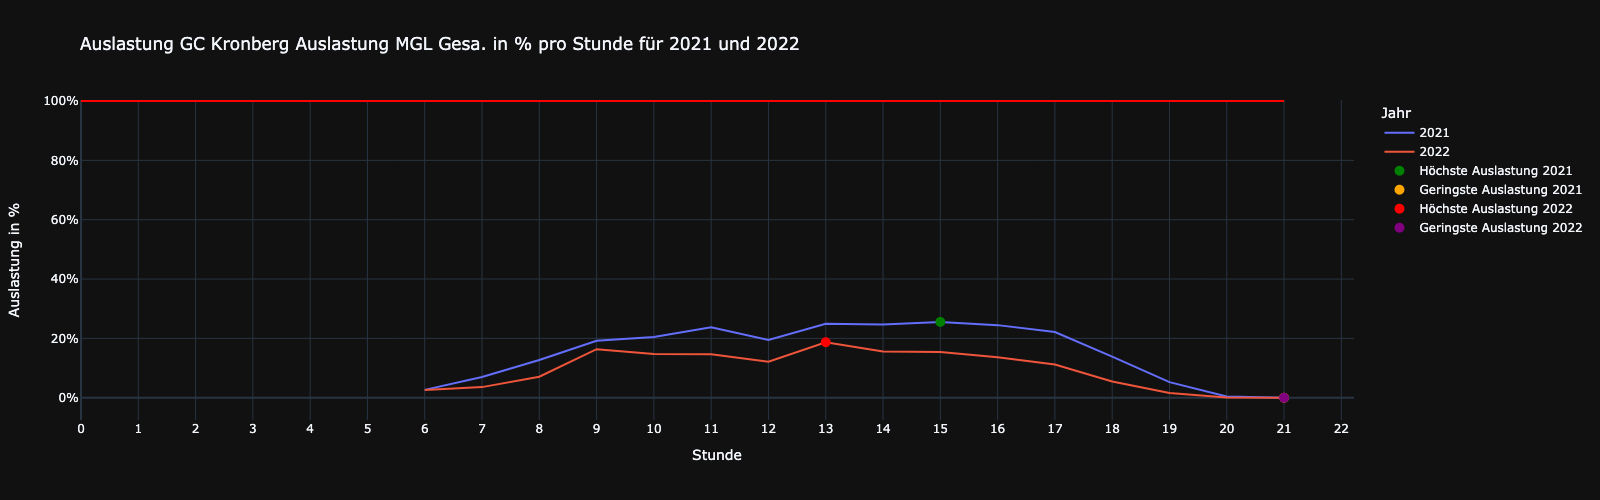 Auslastung GC Kronberg Auslastung MGL Gesa. in % pro Stunde für 2021 und 2022
100%
80%
60%
40%
20%
0%
Auslastung in %
0 1 2 3 4 5 6 7 8 9 10 11 12 13 14 15 16 17 18 19 20 21 22
Stunde
Jahr
2021
2022
Höchste Auslastung 2021
Geringste Auslastung 2021
Höchste Auslastung 2022
Geringste Auslastung 2022